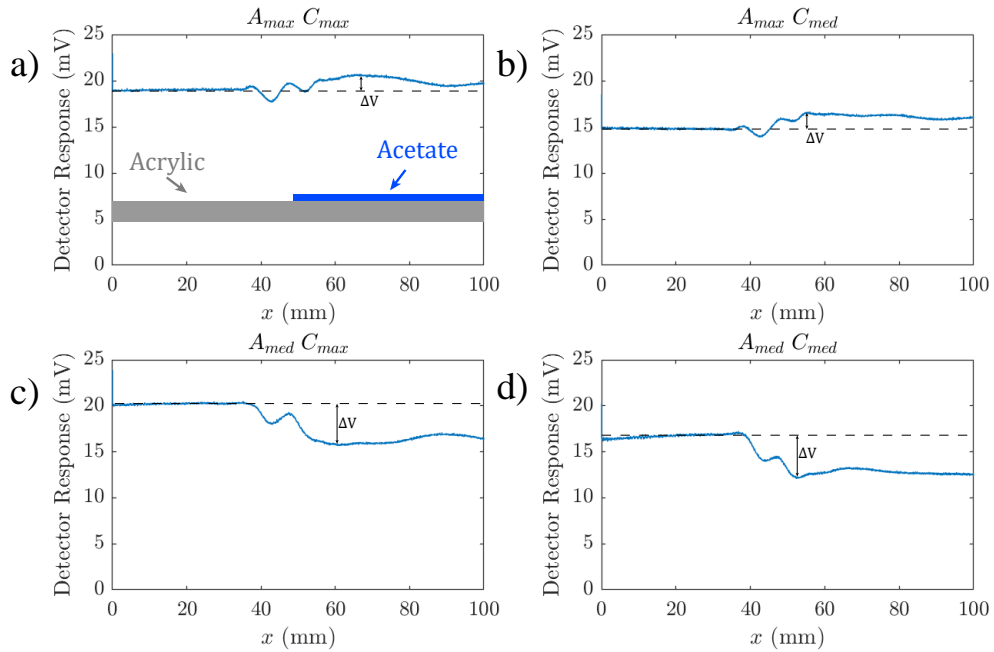 a)
A_max C_max
Detector Response (mV)
25
20
15
10
5
0
ΔV
Acrylic
Acetate
0 20 40 60 80 100
x (mm)
b)
A_max C_med
Detector Response (mV)
25
20
15
10
5
0
ΔV
0 20 40 60 80 100
x (mm)
c)
A_med C_max
Detector Response (mV)
25
20
15
10
5
0
ΔV
0 20 40 60 80 100
x (mm)
d)
A_med C_med
Detector Response (mV)
25
20
15
10
5
0
ΔV
0 20 40 60 80 100
x (mm)